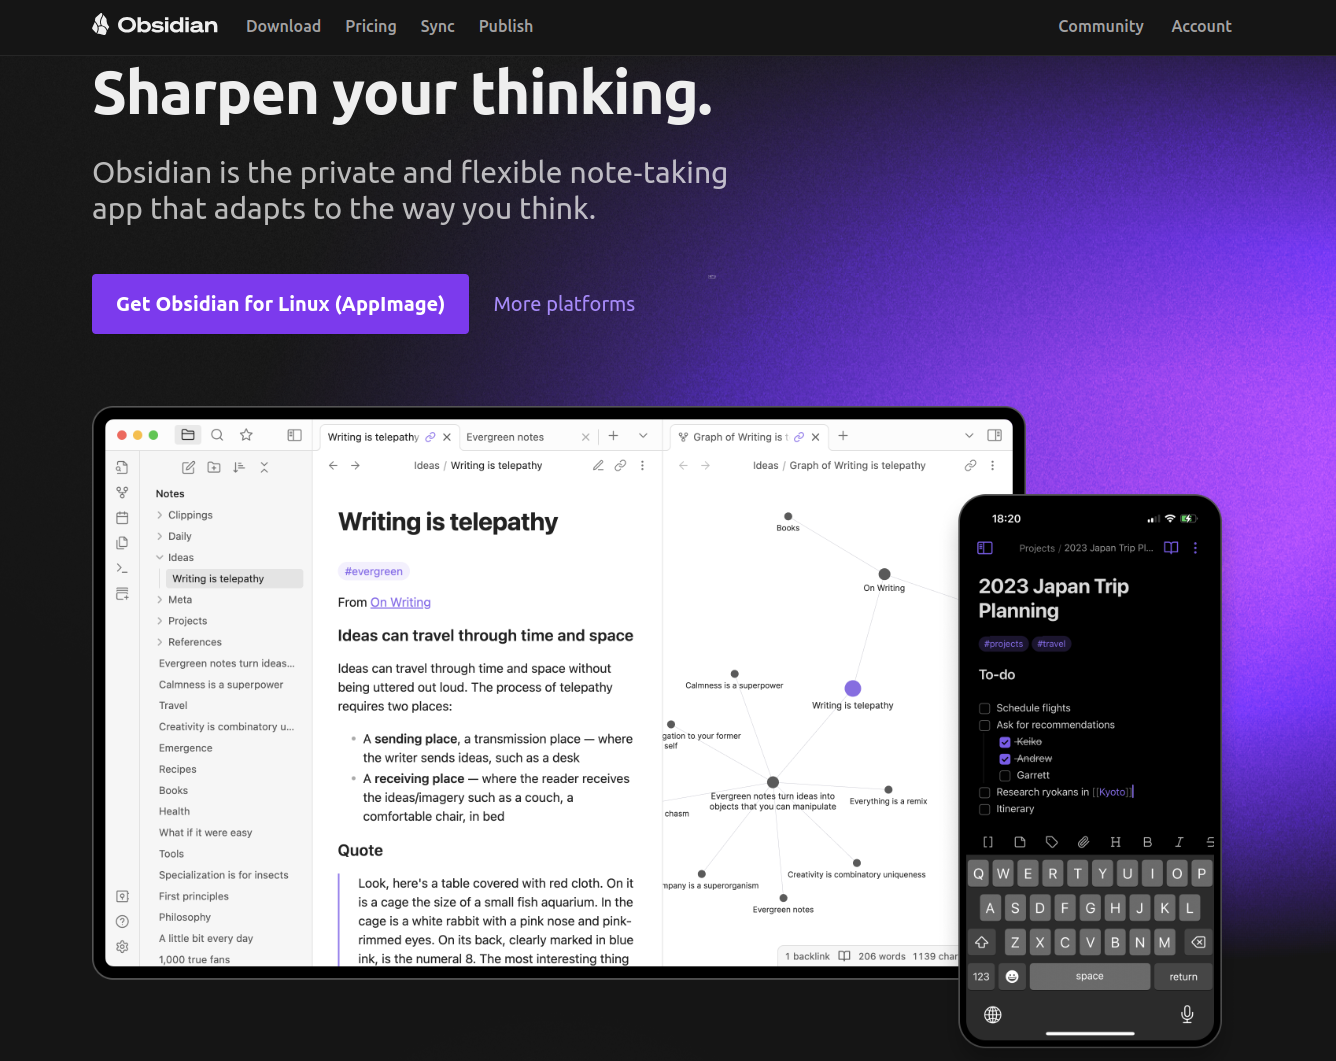 Obsidian Download Pricing Sync Publish Community Account
Sharpen your thinking.
Obsidian is the private and flexible note-taking
app that adapts to the way you think.
Get Obsidian for Linux (AppImage) More platforms
Notes
Clippings
Daily
Ideas
Writing is telepathy
Meta
Projects
References
Evergreen notes turn ideas...
Calmness is a superpower
Travel
Creativity is combinatory u...
Emergence
Recipes
Books
Health
What if it were easy
Tools
Specialization is for insects
First principles
Philosophy
A little bit every day
1,000 true fans
Writing is telepathy Evergreen notes
Ideas / Writing is telepathy
Writing is telepathy
#evergreen
From On Writing
Ideas can travel through time and space
Ideas can travel through time and space without
being uttered out loud. The process of telepathy
requires two places:
• A sending place, a transmission place — where
the writer sends ideas, such as a desk
• A receiving place — where the reader receives
the ideas/imagery such as a couch, a
comfortable chair, in bed
Quote
Look, here's a table covered with red cloth. On it
is a cage the size of a small fish aquarium. In the
cage is a white rabbit with a pink nose and pink-
rimmed eyes. On its back, clearly marked in blue
ink, is the numeral 8. The most interesting thing
Graph of Writing is t
Ideas / Graph of Writing is telepathy
Books
On Writing
Calmness is a superpower
Writing is telepathy
gation to your former
self
Evergreen notes turn ideas into
objects that you can manipulate
Everything is a remix
chasm
Creativity is combinatory uniqueness
mpany is a superorganism
Evergreen notes
1 backlink 206 words 1139 char
18:20
Projects / 2023 Japan Trip Pl...
2023 Japan Trip
Planning
#projects #travel
To-do
Schedule flights
Ask for recommendations
Keiko
Andrew
Garrett
Research ryokans in [[Kyoto]]
Itinerary
[] H B I S
Q W E R T Y U I O P
A S D F G H J K L
Z X C V B N M
123 space return